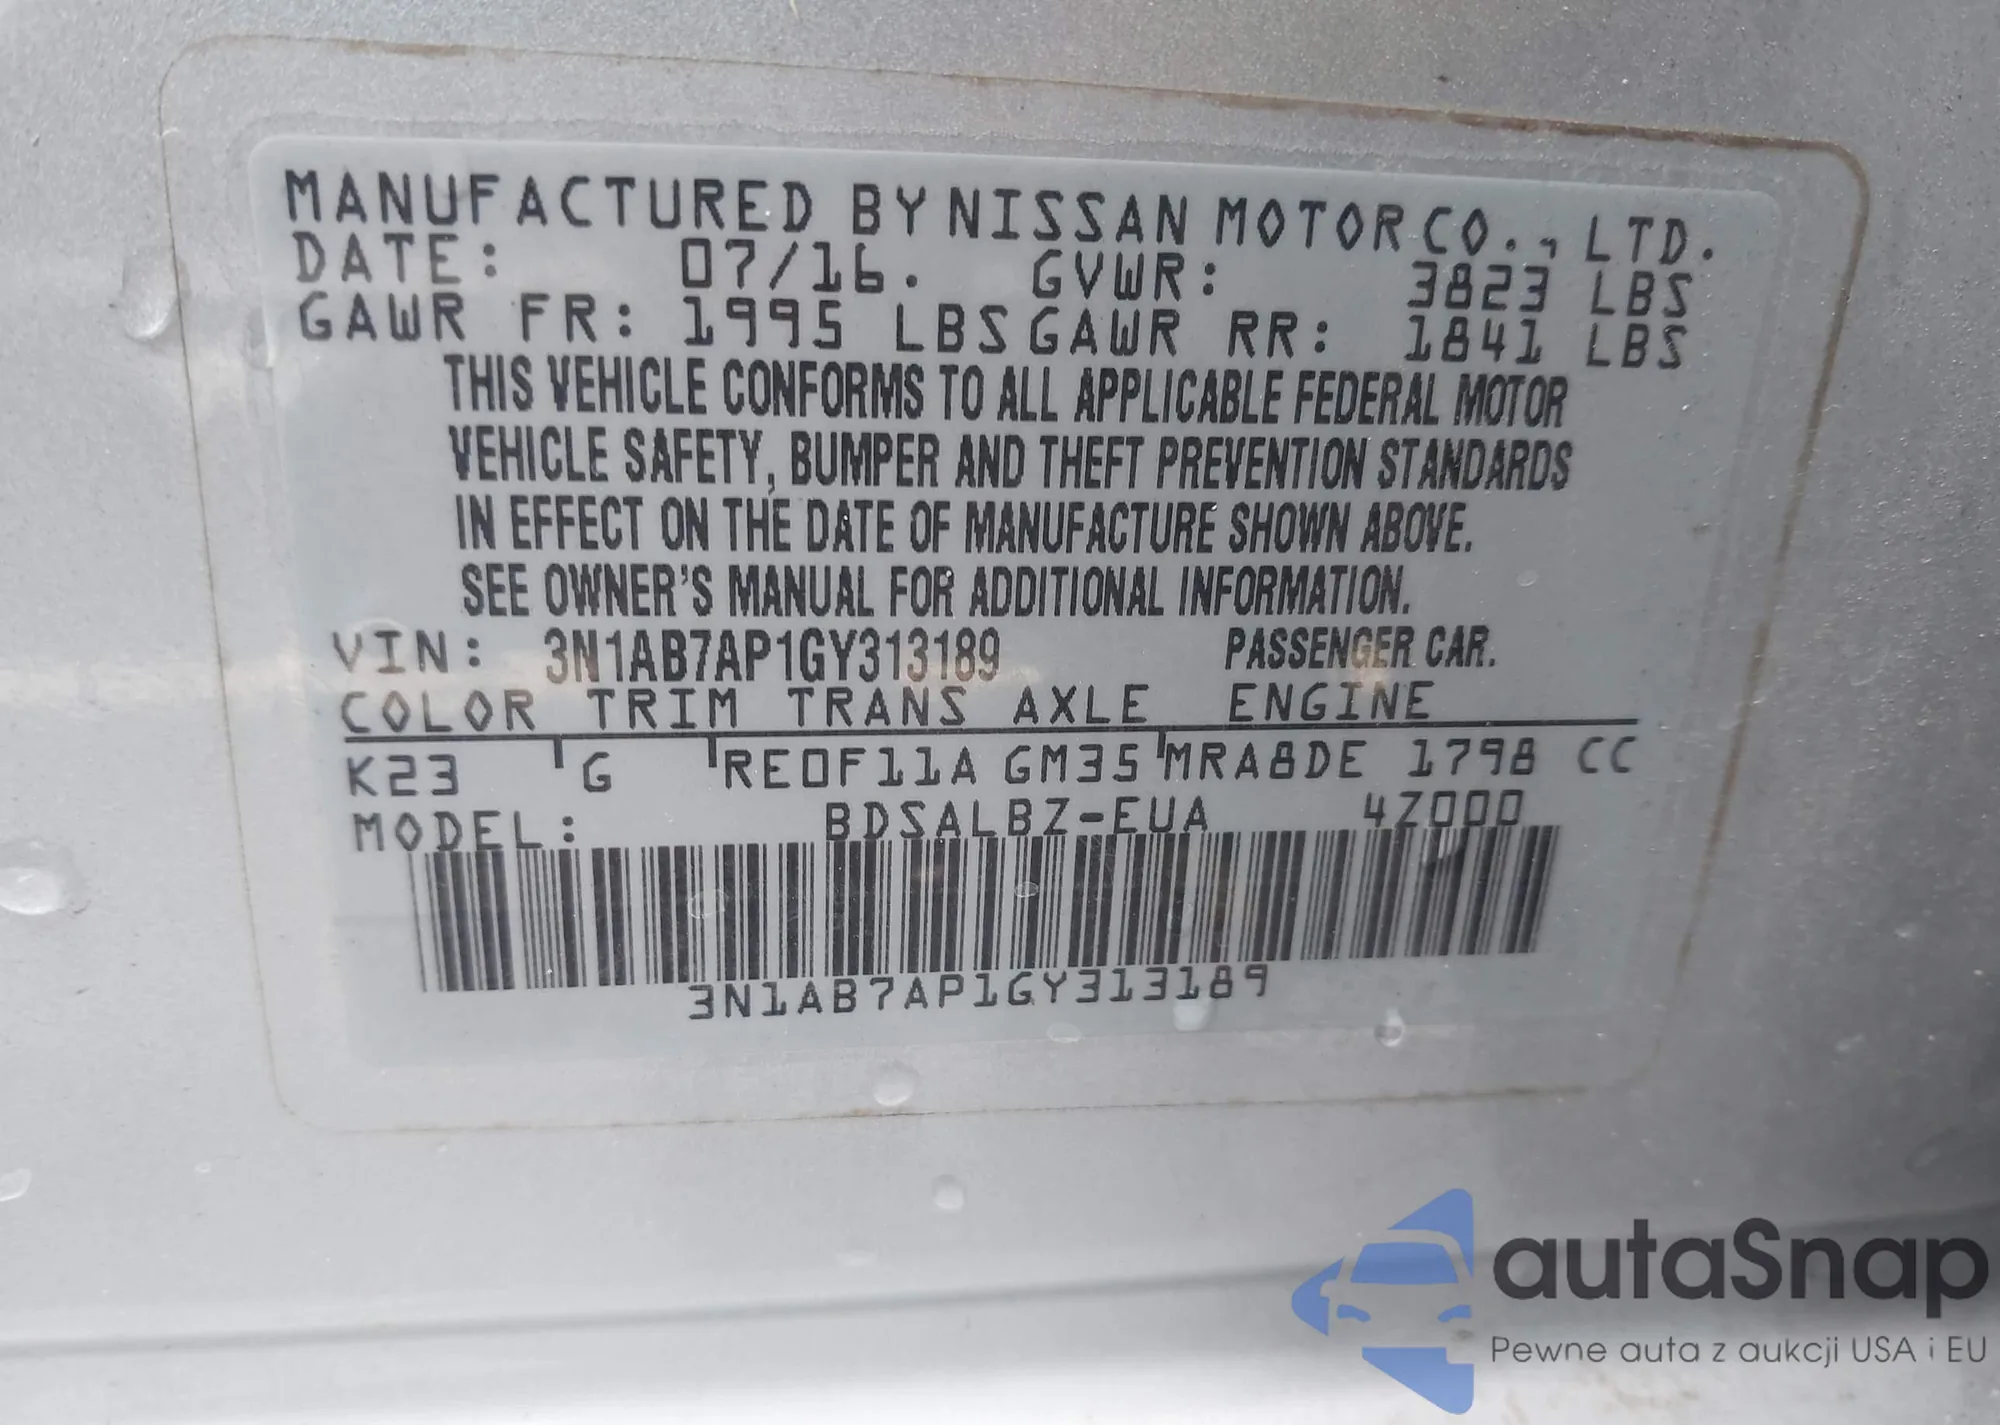 MANUFACTURED BY NISSAN MOTOR CO., LTD.
DATE: 07/16. GVWR: 3823 LBS
GAWR FR: 1995 LBS GAWR RR: 1841 LBS
THIS VEHICLE CONFORMS TO ALL APPLICABLE FEDERAL MOTOR
VEHICLE SAFETY, BUMPER AND THEFT PREVENTION STANDARDS
IN EFFECT ON THE DATE OF MANUFACTURE SHOWN ABOVE.
SEE OWNER'S MANUAL FOR ADDITIONAL INFORMATION.
VIN: 3N1AB7AP1GY313189 PASSENGER CAR.
COLOR TRIM TRANS AXLE ENGINE
K23 G RE0F11A GM35 MRA8DE 1798 CC
MODEL: BDSALBZ-EUA 4Z000
3N1AB7AP1GY313189
autaSnap
Pewne auta z aukcji USA i EU